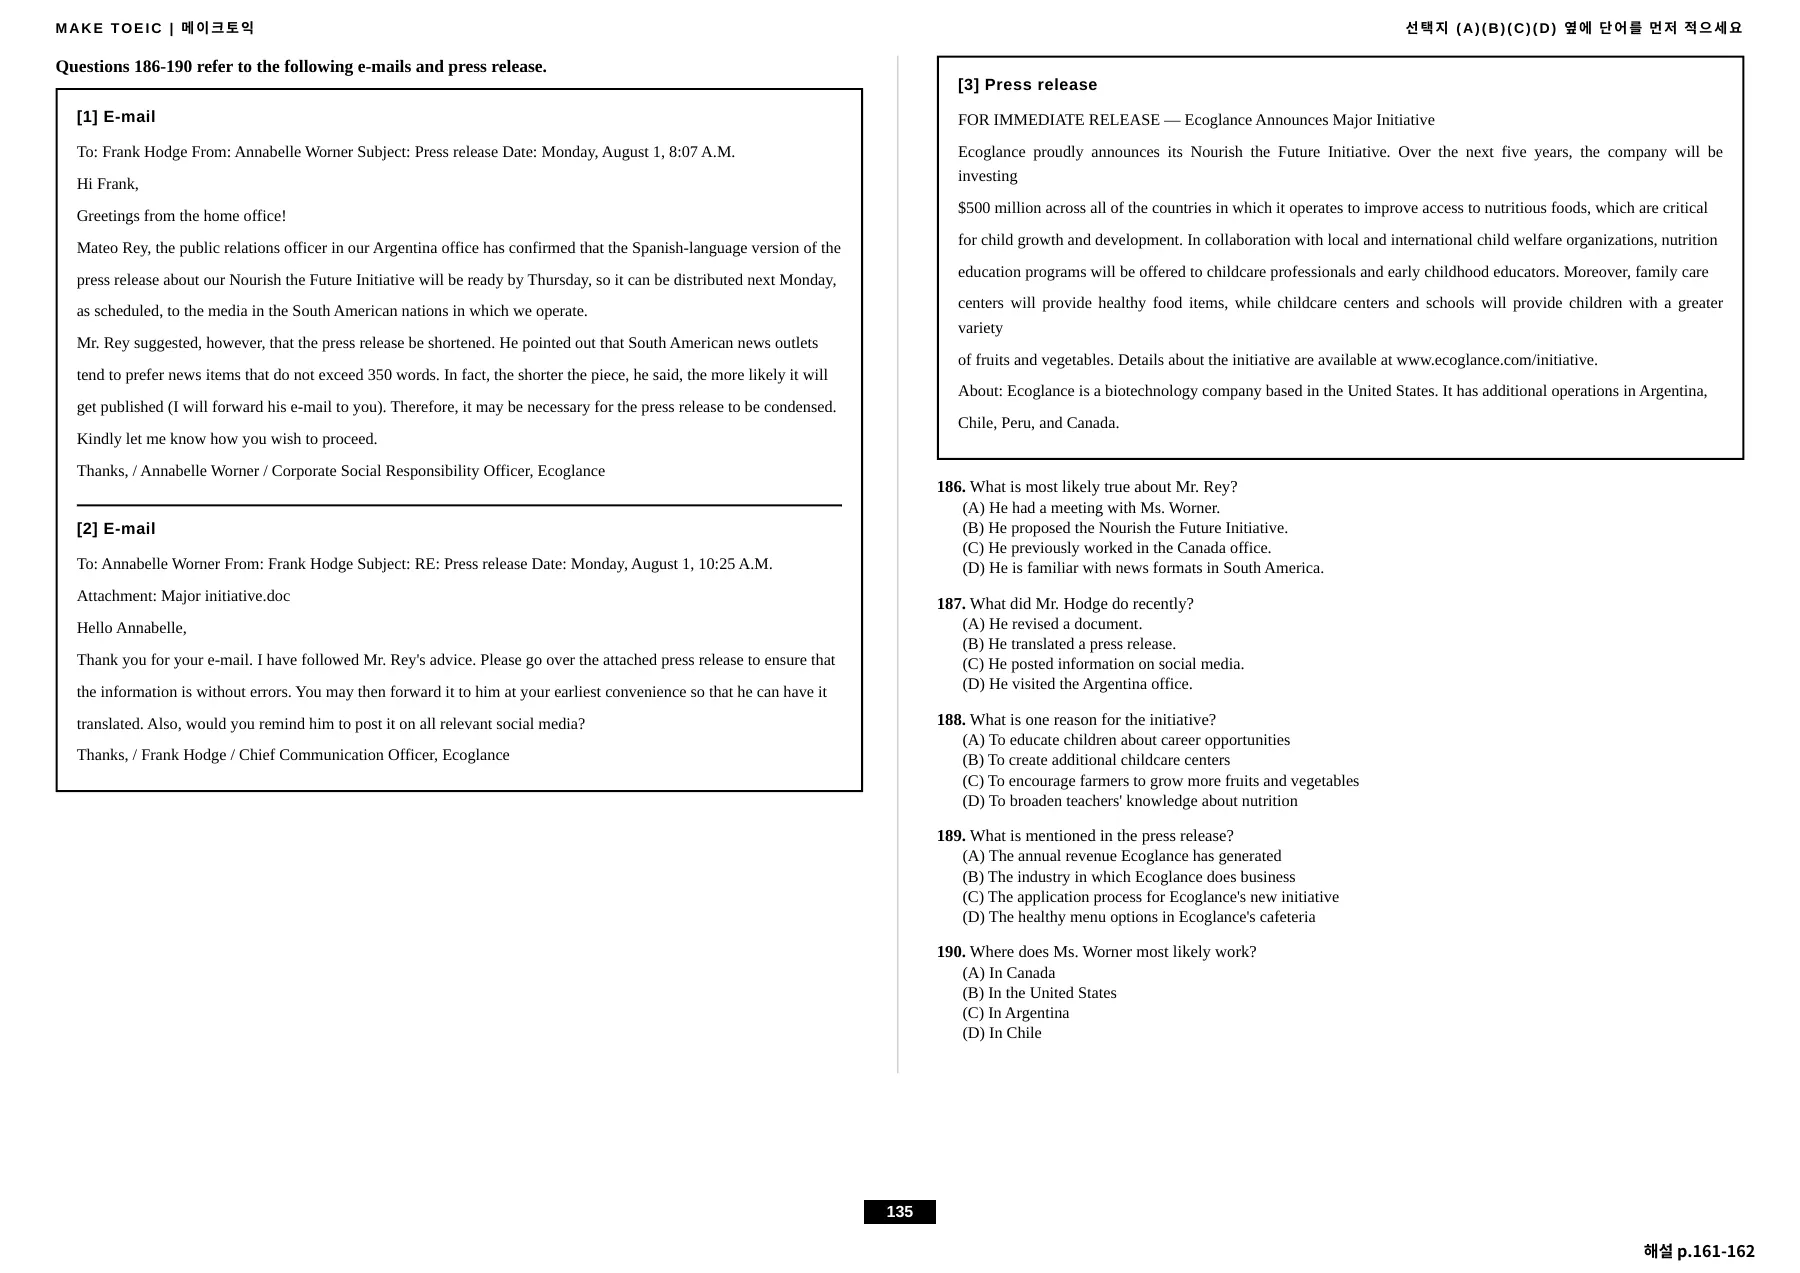 MAKE TOEIC | 메이크토익
선택지 (A)(B)(C)(D) 옆에 단어를 먼저 적으세요
Questions 186-190 refer to the following e-mails and press release.
[1] E-mail
To: Frank Hodge From: Annabelle Worner Subject: Press release Date: Monday, August 1, 8:07 A.M.
Hi Frank,
Greetings from the home office!
Mateo Rey, the public relations officer in our Argentina office has confirmed that the Spanish-language version of the
press release about our Nourish the Future Initiative will be ready by Thursday, so it can be distributed next Monday,
as scheduled, to the media in the South American nations in which we operate.
Mr. Rey suggested, however, that the press release be shortened. He pointed out that South American news outlets
tend to prefer news items that do not exceed 350 words. In fact, the shorter the piece, he said, the more likely it will
get published (I will forward his e-mail to you). Therefore, it may be necessary for the press release to be condensed.
Kindly let me know how you wish to proceed.
Thanks, / Annabelle Worner / Corporate Social Responsibility Officer, Ecoglance
[2] E-mail
To: Annabelle Worner From: Frank Hodge Subject: RE: Press release Date: Monday, August 1, 10:25 A.M.
Attachment: Major initiative.doc
Hello Annabelle,
Thank you for your e-mail. I have followed Mr. Rey's advice. Please go over the attached press release to ensure that
the information is without errors. You may then forward it to him at your earliest convenience so that he can have it
translated. Also, would you remind him to post it on all relevant social media?
Thanks, / Frank Hodge / Chief Communication Officer, Ecoglance
[3] Press release
FOR IMMEDIATE RELEASE — Ecoglance Announces Major Initiative
Ecoglance proudly announces its Nourish the Future Initiative. Over the next five years, the company will be
investing
$500 million across all of the countries in which it operates to improve access to nutritious foods, which are critical
for child growth and development. In collaboration with local and international child welfare organizations, nutrition
education programs will be offered to childcare professionals and early childhood educators. Moreover, family care
centers will provide healthy food items, while childcare centers and schools will provide children with a greater
variety
of fruits and vegetables. Details about the initiative are available at www.ecoglance.com/initiative.
About: Ecoglance is a biotechnology company based in the United States. It has additional operations in Argentina,
Chile, Peru, and Canada.
186. What is most likely true about Mr. Rey?
(A) He had a meeting with Ms. Worner.
(B) He proposed the Nourish the Future Initiative.
(C) He previously worked in the Canada office.
(D) He is familiar with news formats in South America.
187. What did Mr. Hodge do recently?
(A) He revised a document.
(B) He translated a press release.
(C) He posted information on social media.
(D) He visited the Argentina office.
188. What is one reason for the initiative?
(A) To educate children about career opportunities
(B) To create additional childcare centers
(C) To encourage farmers to grow more fruits and vegetables
(D) To broaden teachers' knowledge about nutrition
189. What is mentioned in the press release?
(A) The annual revenue Ecoglance has generated
(B) The industry in which Ecoglance does business
(C) The application process for Ecoglance's new initiative
(D) The healthy menu options in Ecoglance's cafeteria
190. Where does Ms. Worner most likely work?
(A) In Canada
(B) In the United States
(C) In Argentina
(D) In Chile
135
해설 p.161-162